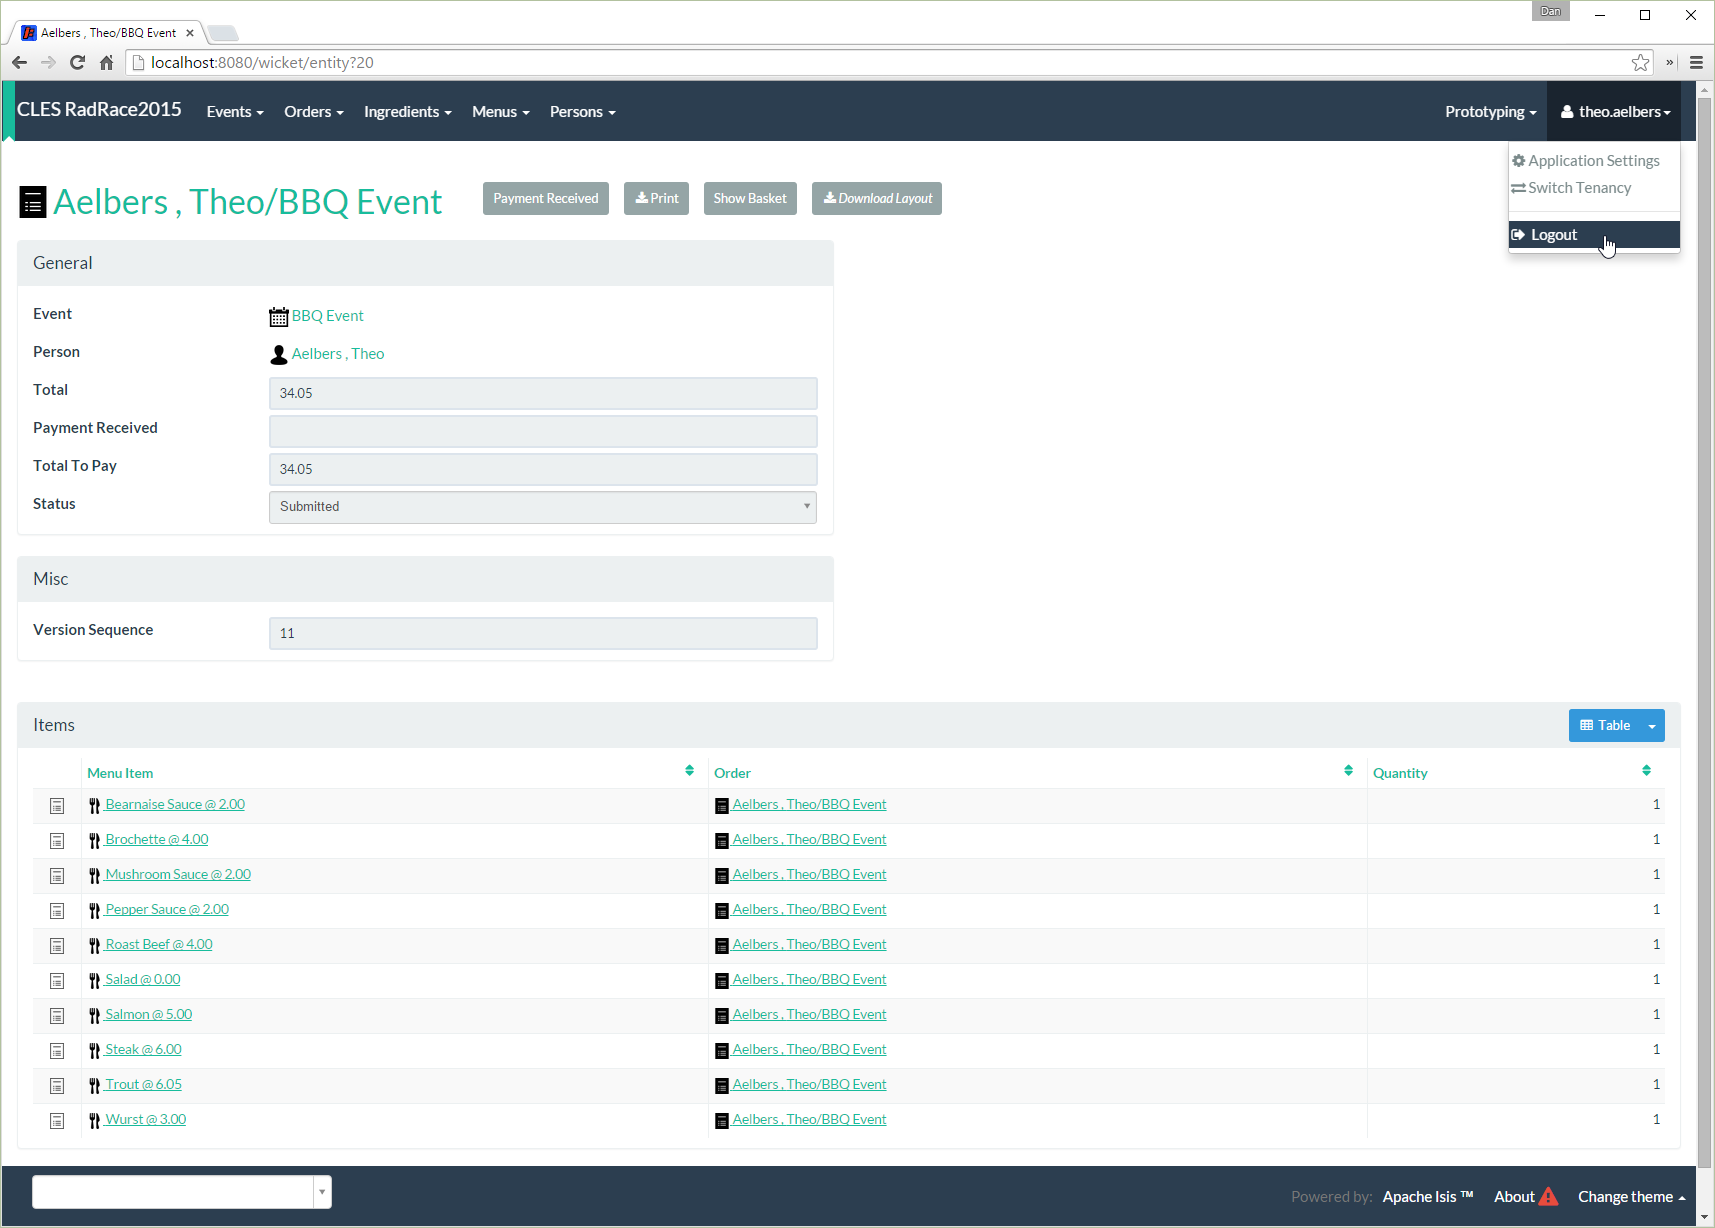 Dan
Aelbers , Theo/BBQ Event
localhost:8080/wicket/entity?20
CLES RadRace2015 Events Orders Ingredients Menus Persons Prototyping theo.aelbers
Application Settings
Switch Tenancy
Logout
Aelbers , Theo/BBQ Event Payment Received Print Show Basket Download Layout
General
Event BBQ Event
Person Aelbers , Theo
Total 34.05
Payment Received
Total To Pay 34.05
Status Submitted
Misc
Version Sequence 11
Items Table
Menu Item Order Quantity
Bearnaise Sauce @ 2.00 Aelbers , Theo/BBQ Event 1
Brochette @ 4.00 Aelbers , Theo/BBQ Event 1
Mushroom Sauce @ 2.00 Aelbers , Theo/BBQ Event 1
Pepper Sauce @ 2.00 Aelbers , Theo/BBQ Event 1
Roast Beef @ 4.00 Aelbers , Theo/BBQ Event 1
Salad @ 0.00 Aelbers , Theo/BBQ Event 1
Salmon @ 5.00 Aelbers , Theo/BBQ Event 1
Steak @ 6.00 Aelbers , Theo/BBQ Event 1
Trout @ 6.05 Aelbers , Theo/BBQ Event 1
Wurst @ 3.00 Aelbers , Theo/BBQ Event 1
Powered by: Apache Isis ™ About Change theme